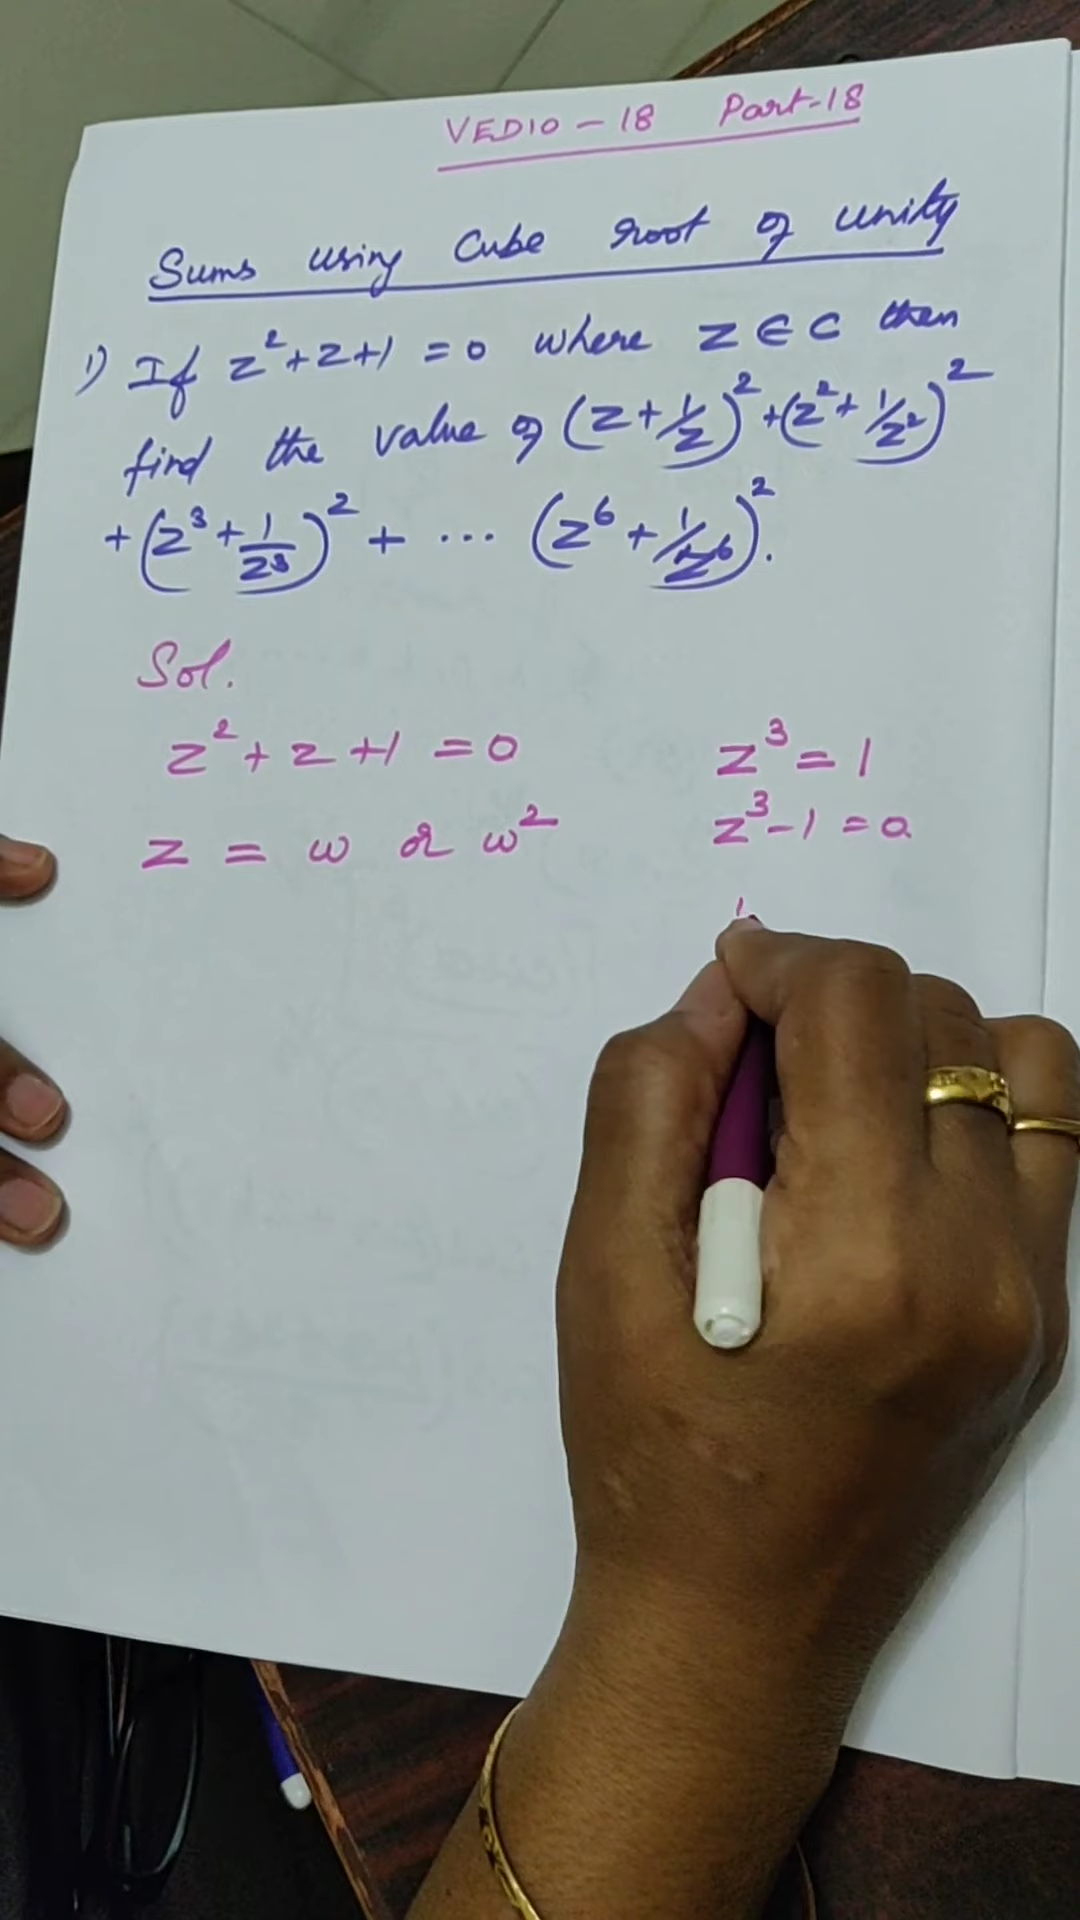 VEDIO - 18 Part-18
Sums using Cube root of unity
1) If z² + z + 1 = 0 where z ∈ C then
find the value of (z + 1/z)² + (z² + 1/z²)²
+ (z³ + 1/z³)² + ... (z⁶ + 1/z⁶)².
Sol.
z² + z + 1 = 0 z³ = 1
z = ω or ω² z³ - 1 = 0